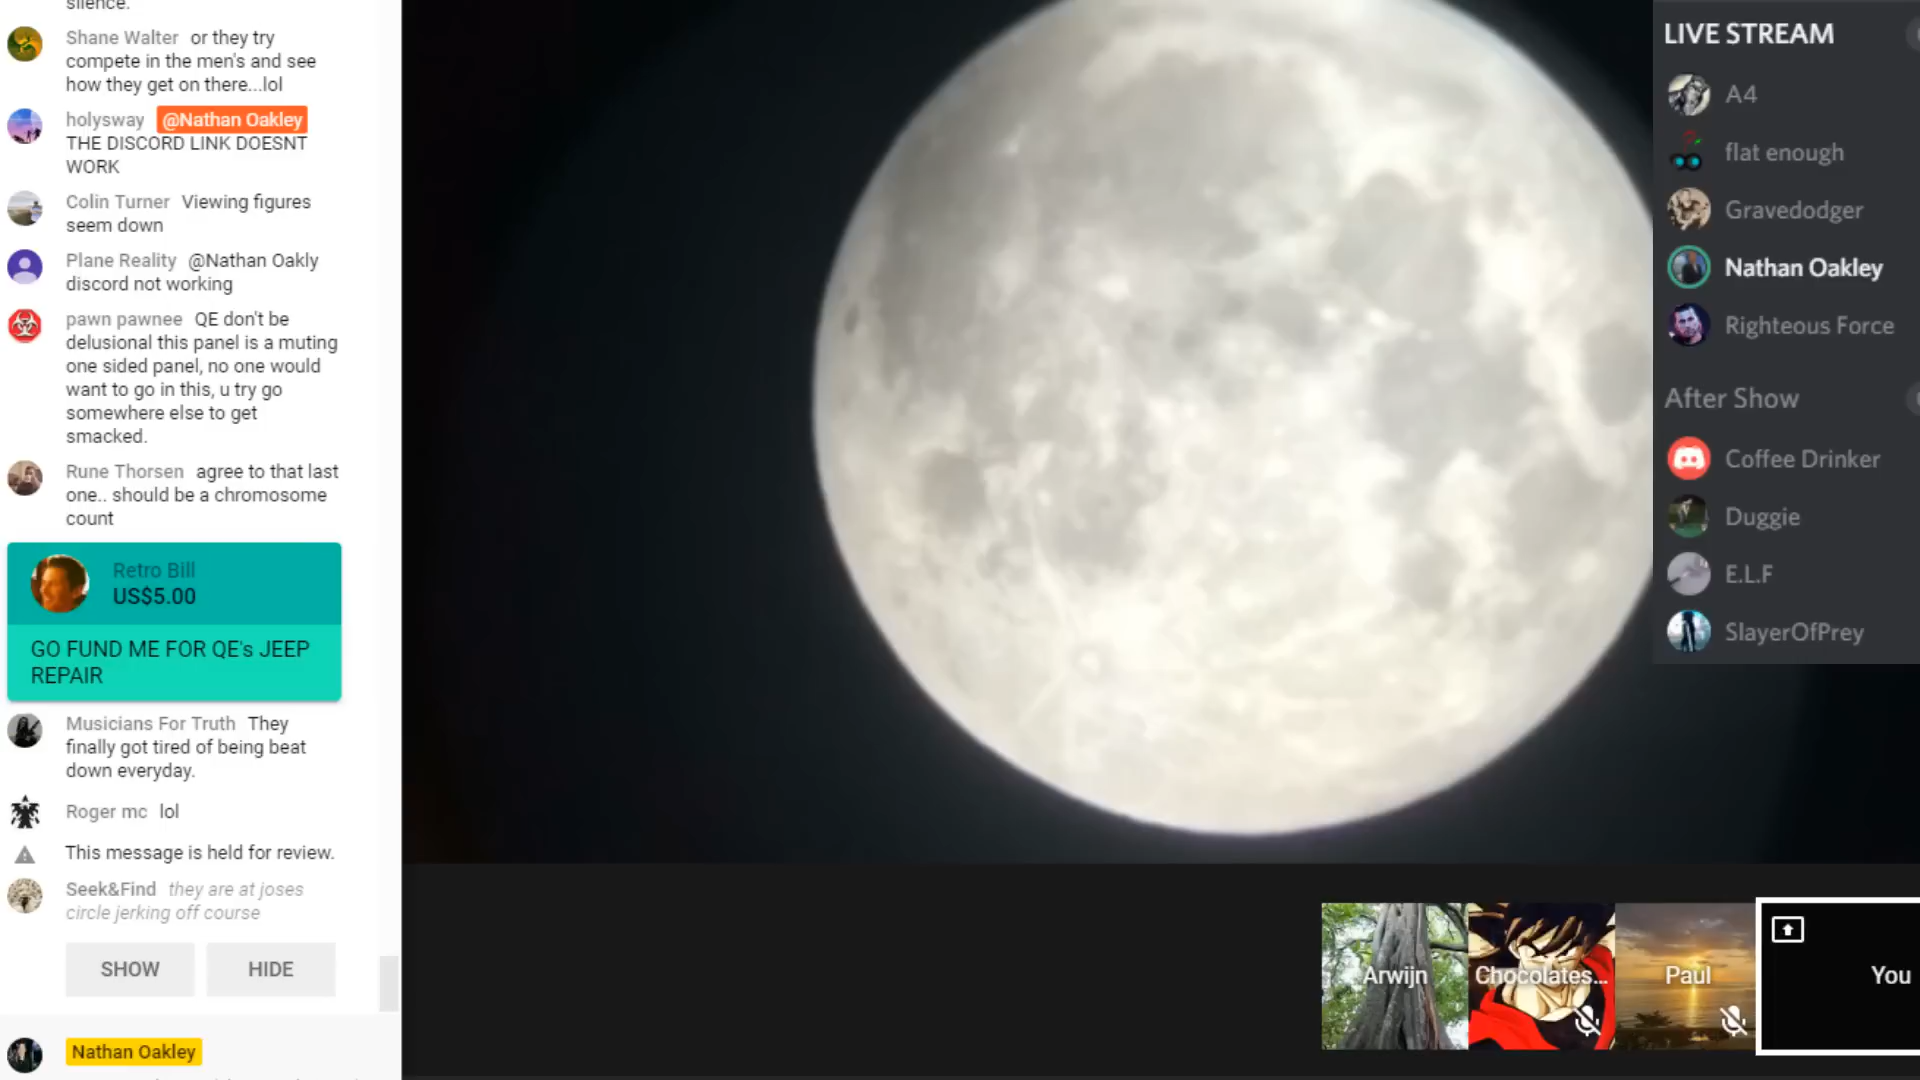 silence.
Shane Walter or they try
compete in the men's and see
how they get on there...lol
holysway @Nathan Oakley
THE DISCORD LINK DOESNT
WORK
Colin Turner Viewing figures
seem down
Plane Reality @Nathan Oakly
discord not working
pawn pawnee QE don't be
delusional this panel is a muting
one sided panel, no one would
want to go in this, u try go
somewhere else to get
smacked.
Rune Thorsen agree to that last
one.. should be a chromosome
count
Retro Bill
US$5.00
GO FUND ME FOR QE's JEEP
REPAIR
Musicians For Truth They
finally got tired of being beat
down everyday.
Roger mc lol
This message is held for review.
Seek&Find they are at joses
circle jerking off course
SHOW HIDE
Nathan Oakley
LIVE STREAM
A4
flat enough
Gravedodger
Nathan Oakley
Righteous Force
After Show
Coffee Drinker
Duggie
E.L.F
SlayerOfPrey
Arwijn
Chocolates...
Paul
You